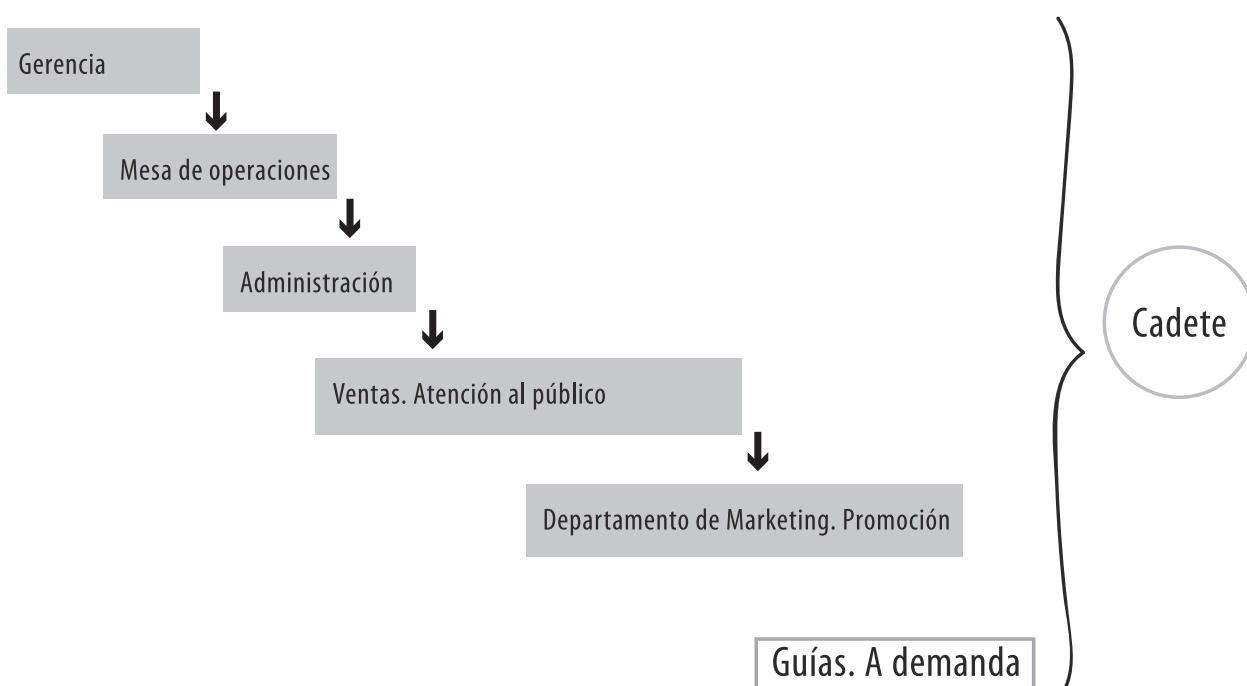 Gerencia
Mesa de operaciones
Administración
Ventas. Atención al público
Departamento de Marketing. Promoción
Guías. A demanda
Cadete